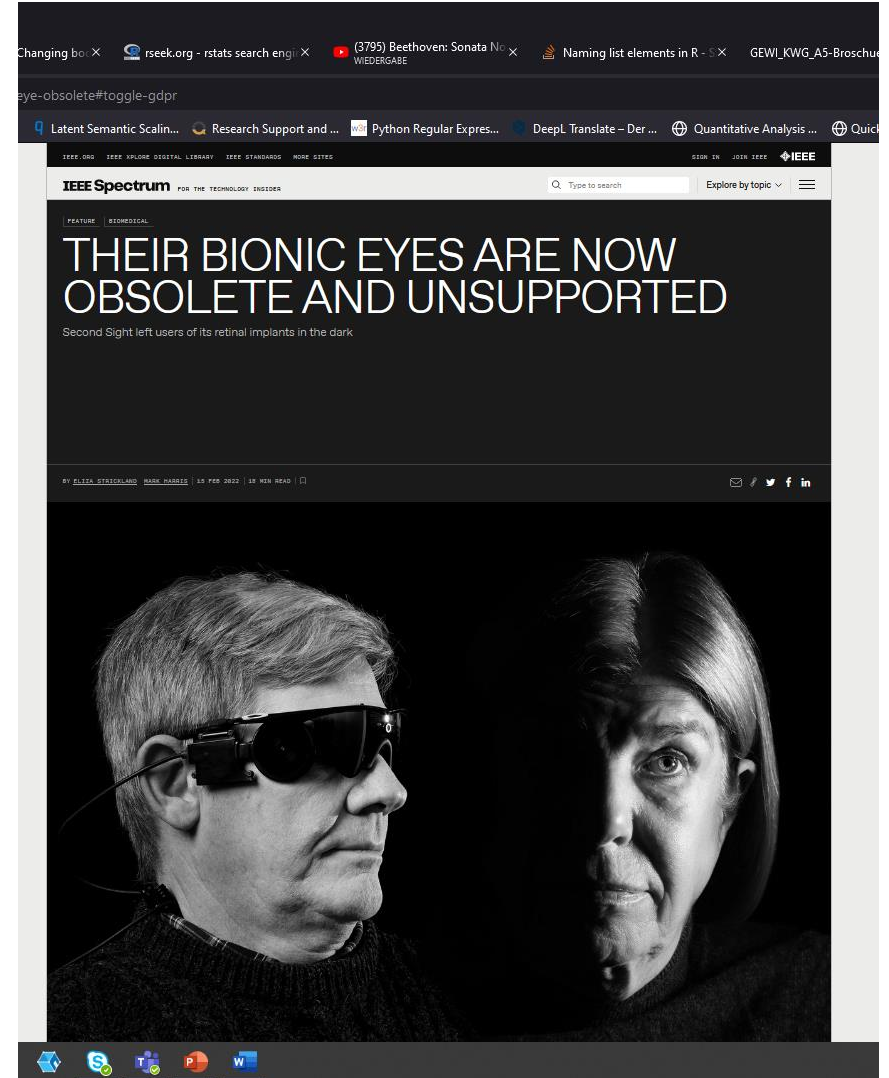 Changing bo
rseek.org - rstats search engi
(3795) Beethoven: Sonata No
WIEDERGABE
Naming list elements in R - S
GEWI_KWG_A5-Broschue
eye-obsolete#toggle-gdpr
Latent Semantic Scalin...
Research Support and ...
w3r
Python Regular Expres...
DeepL Translate – Der ...
Quantitative Analysis ...
Quick
IEEE.ORG IEEE XPLORE DIGITAL LIBRARY IEEE STANDARDS MORE SITES
SIGN IN JOIN IEEE IEEE
IEEE Spectrum FOR THE TECHNOLOGY INSIDER
Type to search
Explore by topic
FEATURE BIOMEDICAL
THEIR BIONIC EYES ARE NOW
OBSOLETE AND UNSUPPORTED
Second Sight left users of its retinal implants in the dark
BY ELIZA STRICKLAND MARK HARRIS | 15 FEB 2022 | 18 MIN READ |